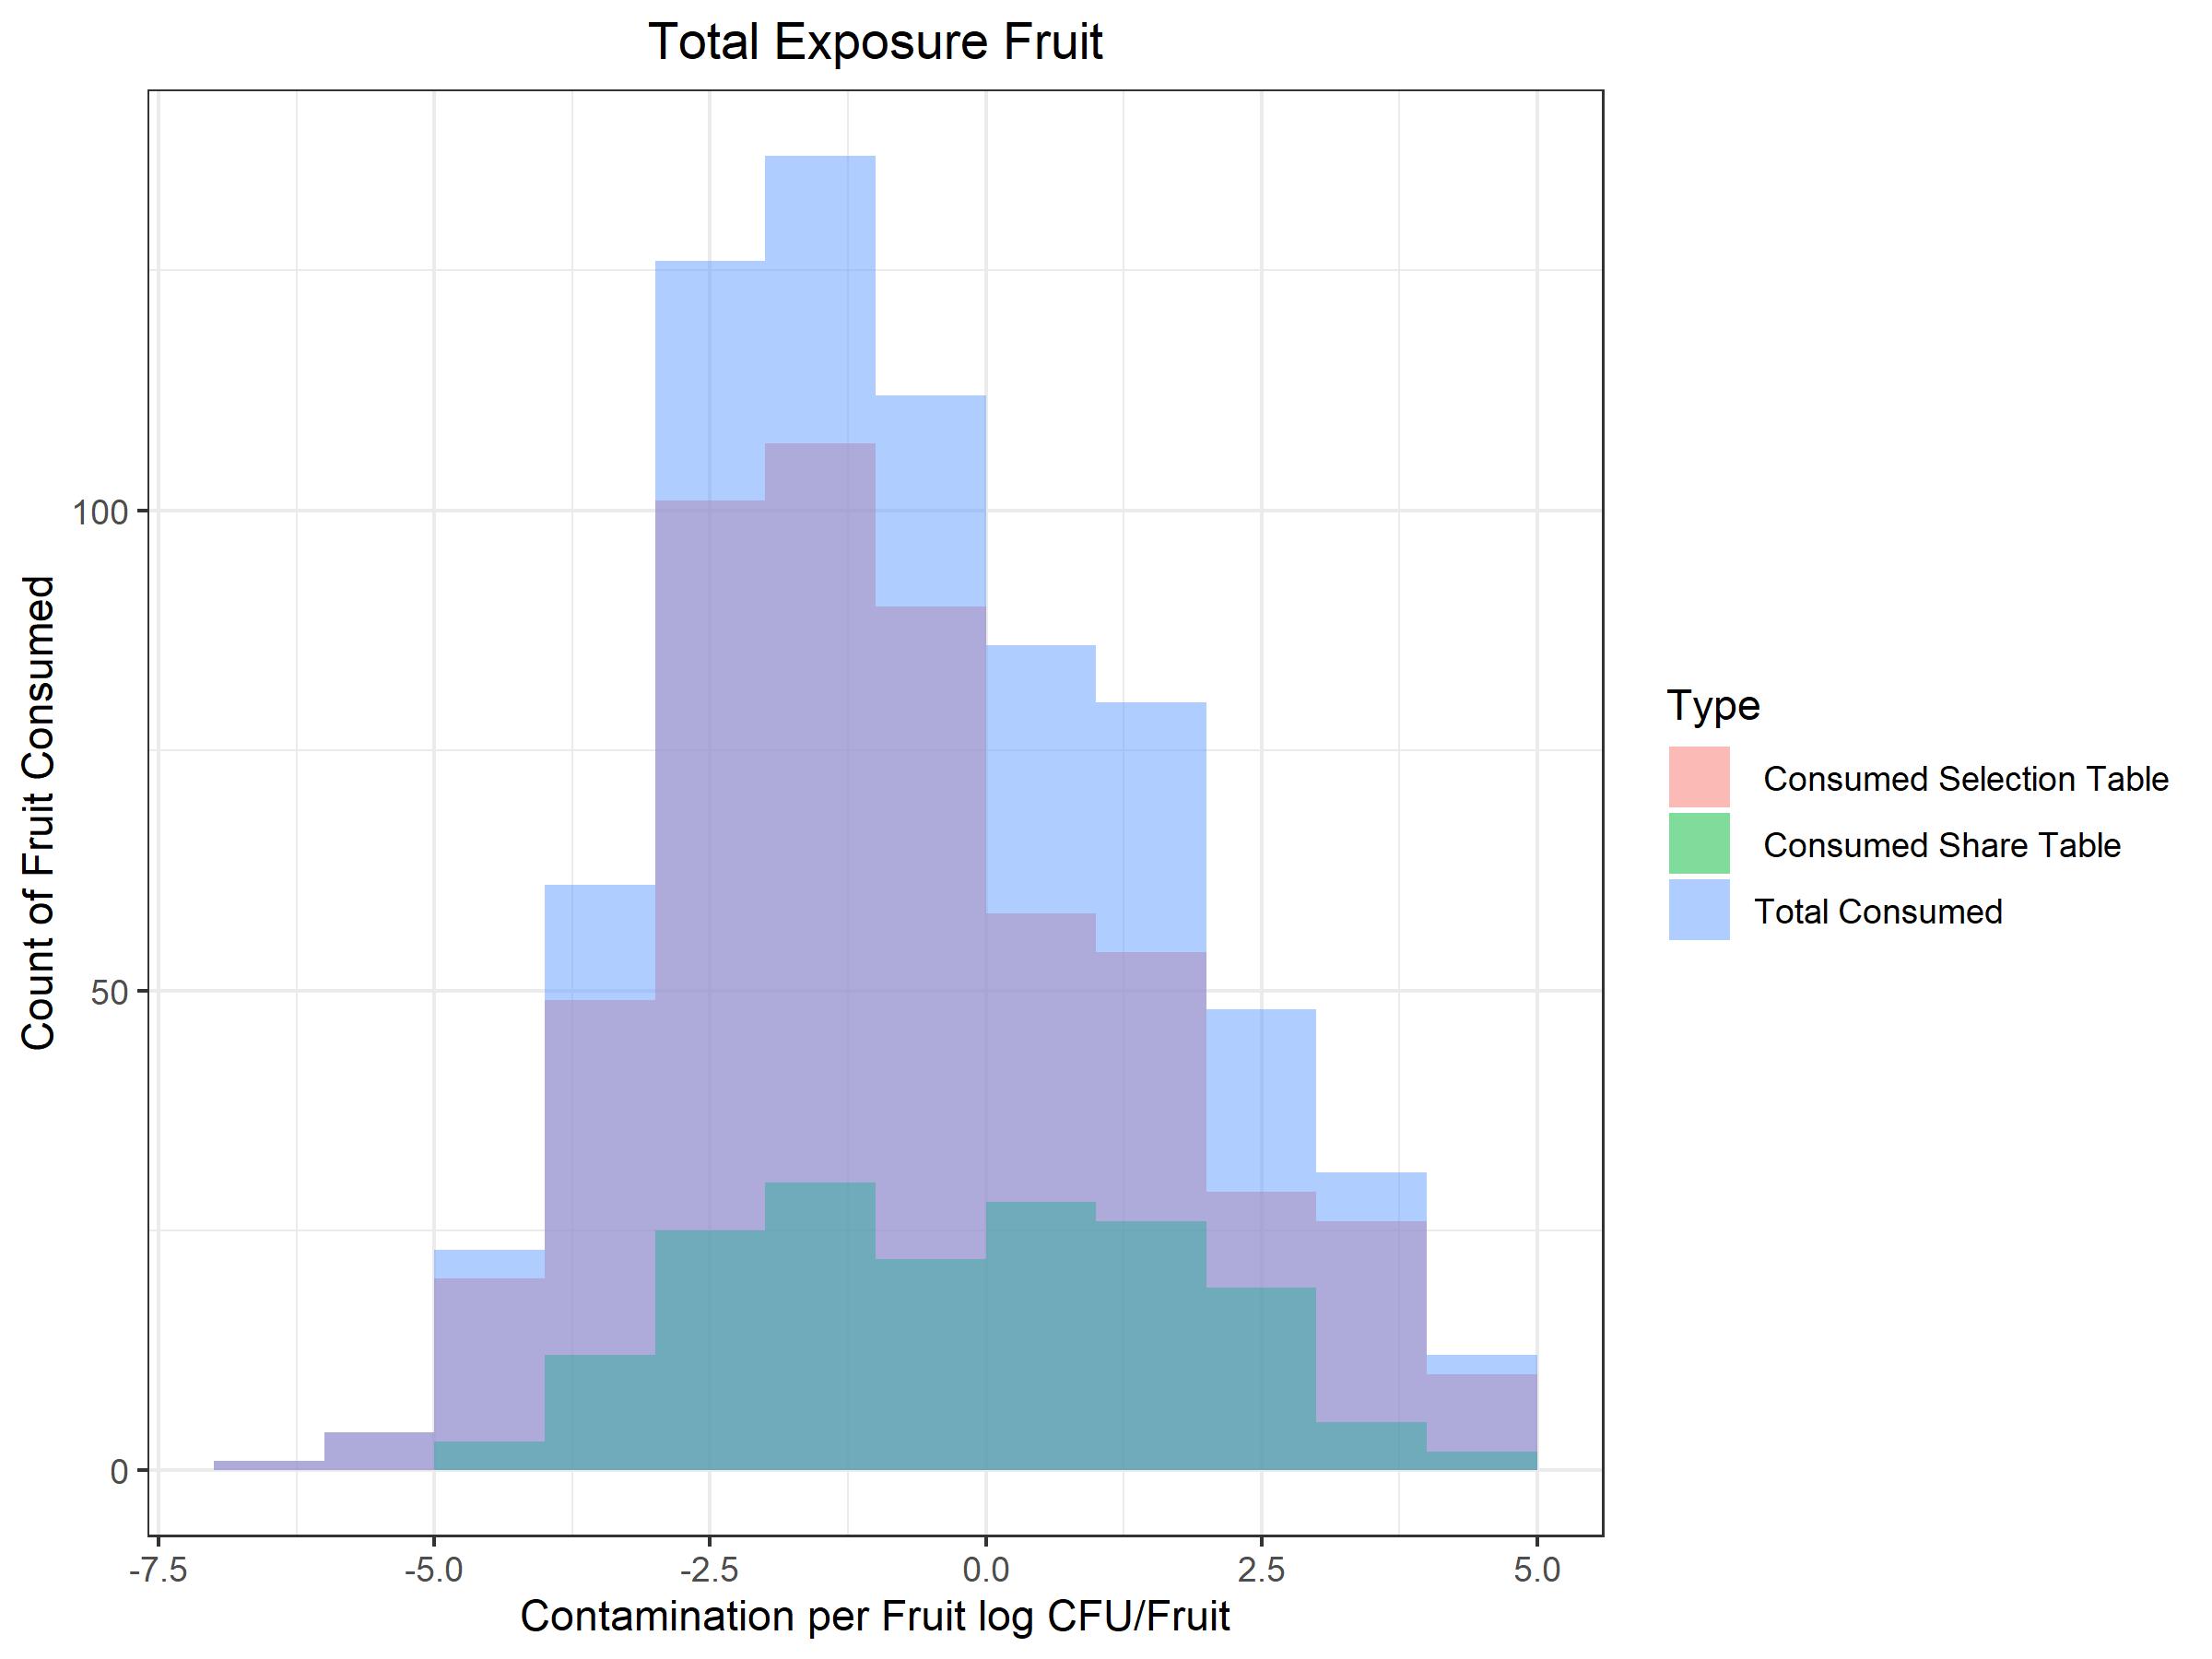 Total Exposure Fruit
Count of Fruit Consumed
100
50
0
-7.5 -5.0 -2.5 0.0 2.5 5.0
Contamination per Fruit log CFU/Fruit
Type
Consumed Selection Table
Consumed Share Table
Total Consumed